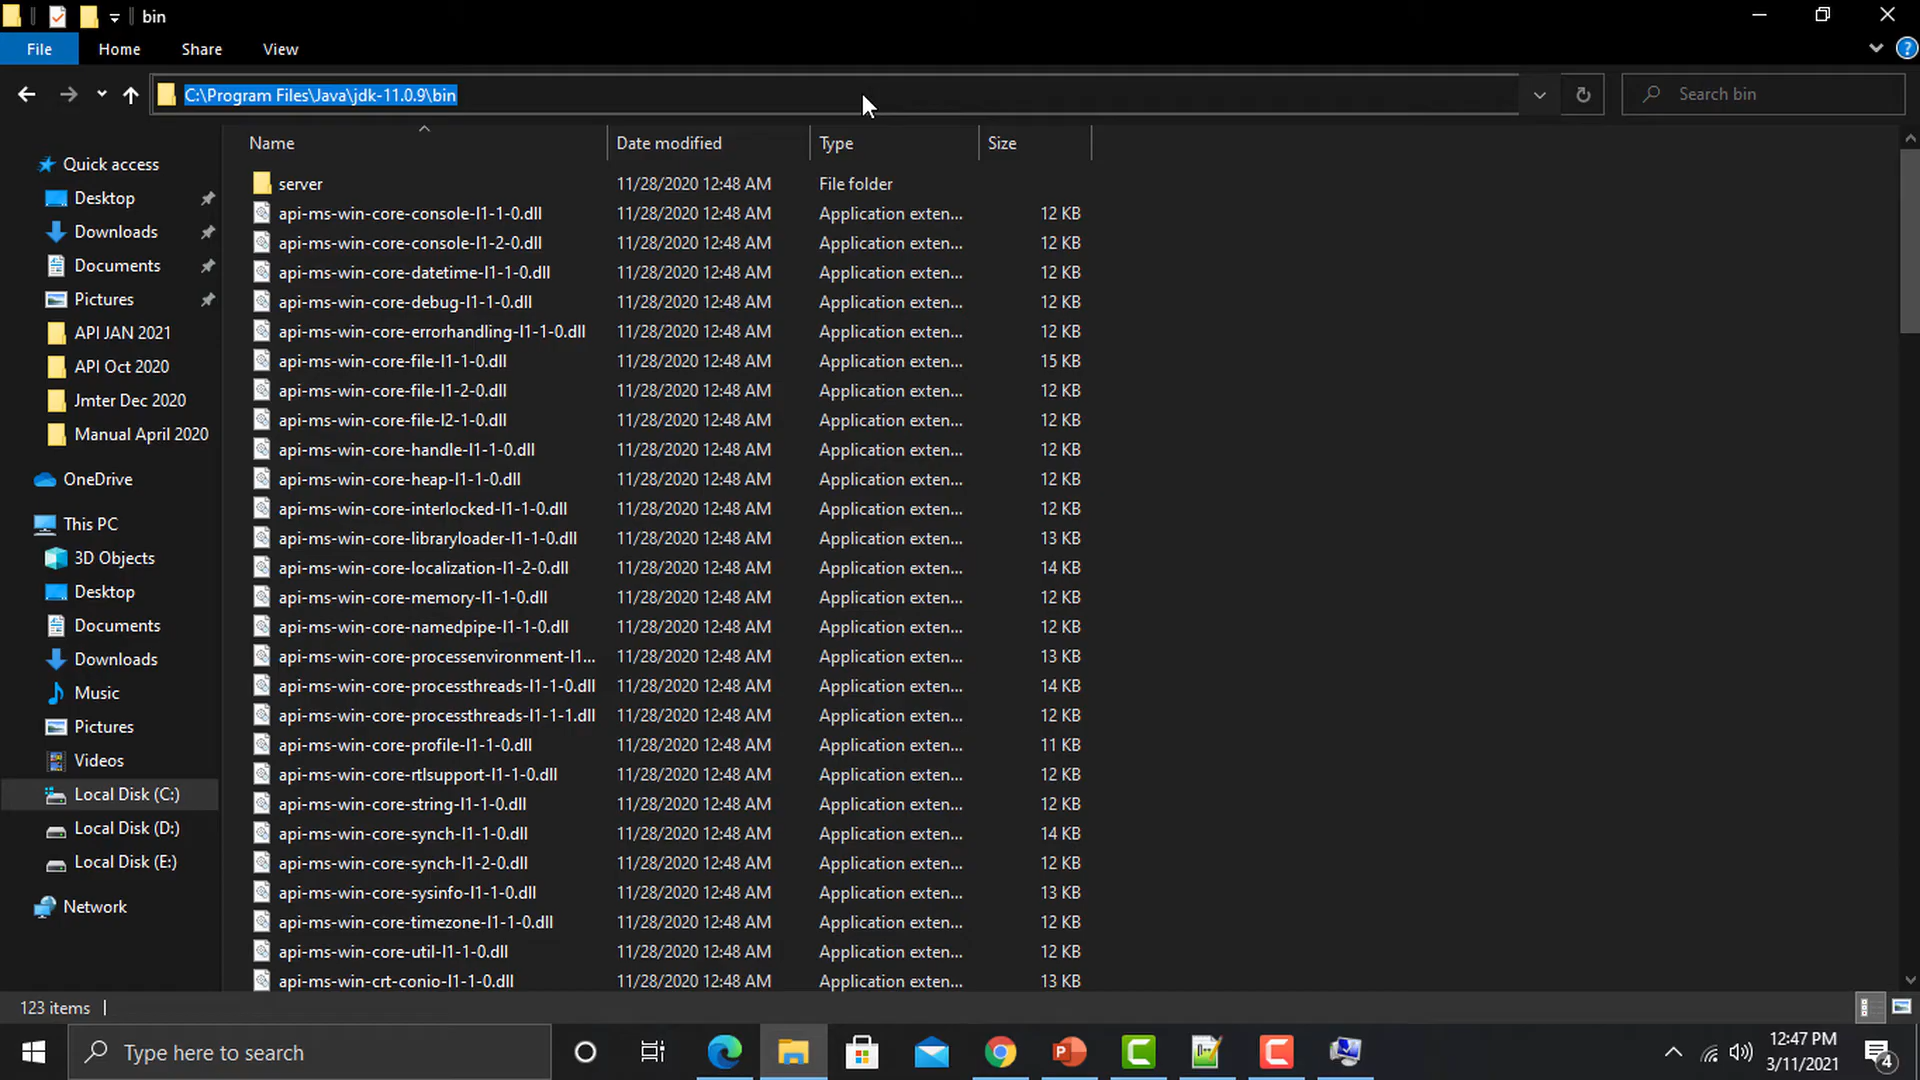 bin
File Home Share View
C:\Program Files\Java\jdk-11.0.9\bin
Search bin
Name Date modified Type Size
Quick access
Desktop
Downloads
Documents
Pictures
API JAN 2021
API Oct 2020
Jmter Dec 2020
Manual April 2020
OneDrive
This PC
3D Objects
Desktop
Documents
Downloads
Music
Pictures
Videos
Local Disk (C:)
Local Disk (D:)
Local Disk (E:)
Network
server 11/28/2020 12:48 AM File folder
api-ms-win-core-console-l1-1-0.dll 11/28/2020 12:48 AM Application exten... 12 KB
api-ms-win-core-console-l1-2-0.dll 11/28/2020 12:48 AM Application exten... 12 KB
api-ms-win-core-datetime-l1-1-0.dll 11/28/2020 12:48 AM Application exten... 12 KB
api-ms-win-core-debug-l1-1-0.dll 11/28/2020 12:48 AM Application exten... 12 KB
api-ms-win-core-errorhandling-l1-1-0.dll 11/28/2020 12:48 AM Application exten... 12 KB
api-ms-win-core-file-l1-1-0.dll 11/28/2020 12:48 AM Application exten... 15 KB
api-ms-win-core-file-l1-2-0.dll 11/28/2020 12:48 AM Application exten... 12 KB
api-ms-win-core-file-l2-1-0.dll 11/28/2020 12:48 AM Application exten... 12 KB
api-ms-win-core-handle-l1-1-0.dll 11/28/2020 12:48 AM Application exten... 12 KB
api-ms-win-core-heap-l1-1-0.dll 11/28/2020 12:48 AM Application exten... 12 KB
api-ms-win-core-interlocked-l1-1-0.dll 11/28/2020 12:48 AM Application exten... 12 KB
api-ms-win-core-libraryloader-l1-1-0.dll 11/28/2020 12:48 AM Application exten... 13 KB
api-ms-win-core-localization-l1-2-0.dll 11/28/2020 12:48 AM Application exten... 14 KB
api-ms-win-core-memory-l1-1-0.dll 11/28/2020 12:48 AM Application exten... 12 KB
api-ms-win-core-namedpipe-l1-1-0.dll 11/28/2020 12:48 AM Application exten... 12 KB
api-ms-win-core-processenvironment-l1... 11/28/2020 12:48 AM Application exten... 13 KB
api-ms-win-core-processthreads-l1-1-0.dll 11/28/2020 12:48 AM Application exten... 14 KB
api-ms-win-core-processthreads-l1-1-1.dll 11/28/2020 12:48 AM Application exten... 12 KB
api-ms-win-core-profile-l1-1-0.dll 11/28/2020 12:48 AM Application exten... 11 KB
api-ms-win-core-rtlsupport-l1-1-0.dll 11/28/2020 12:48 AM Application exten... 12 KB
api-ms-win-core-string-l1-1-0.dll 11/28/2020 12:48 AM Application exten... 12 KB
api-ms-win-core-synch-l1-1-0.dll 11/28/2020 12:48 AM Application exten... 14 KB
api-ms-win-core-synch-l1-2-0.dll 11/28/2020 12:48 AM Application exten... 12 KB
api-ms-win-core-sysinfo-l1-1-0.dll 11/28/2020 12:48 AM Application exten... 13 KB
api-ms-win-core-timezone-l1-1-0.dll 11/28/2020 12:48 AM Application exten... 12 KB
api-ms-win-core-util-l1-1-0.dll 11/28/2020 12:48 AM Application exten... 12 KB
api-ms-win-crt-conio-l1-1-0.dll 11/28/2020 12:48 AM Application exten... 13 KB
123 items
Type here to search
12:47 PM
3/11/2021
4